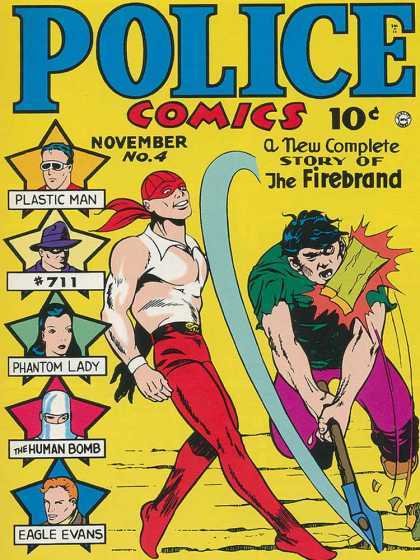 POLICE
COMICS 10¢
NOVEMBER
No. 4
a New Complete
STORY OF
The Firebrand
PLASTIC MAN
#711
PHANTOM LADY
THE HUMAN BOMB
EAGLE EVANS